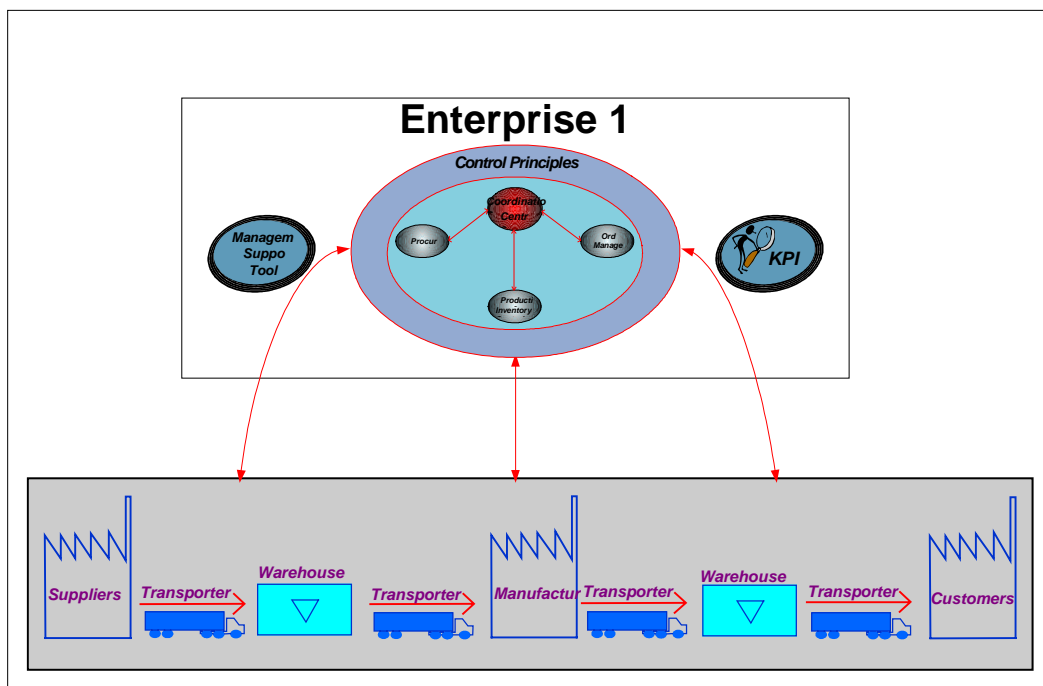 Enterprise 1
Control Principles
Coordinatio
Centr
Procur
Ord
Manage
Producti
Inventory
Managem
Suppo
Tool
KPI
Suppliers
Transporter
Warehouse
Transporter
Manufactur
Transporter
Warehouse
Transporter
Customers